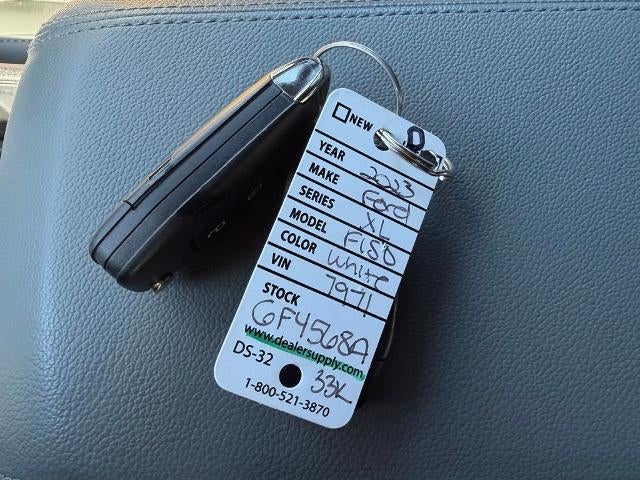 NEW
YEAR 2023
MAKE Ford
SERIES XL
MODEL F150
COLOR White
VIN 7971
STOCK
GF4568A
www.dealersupply.com
DS-32 33K
1-800-521-3870